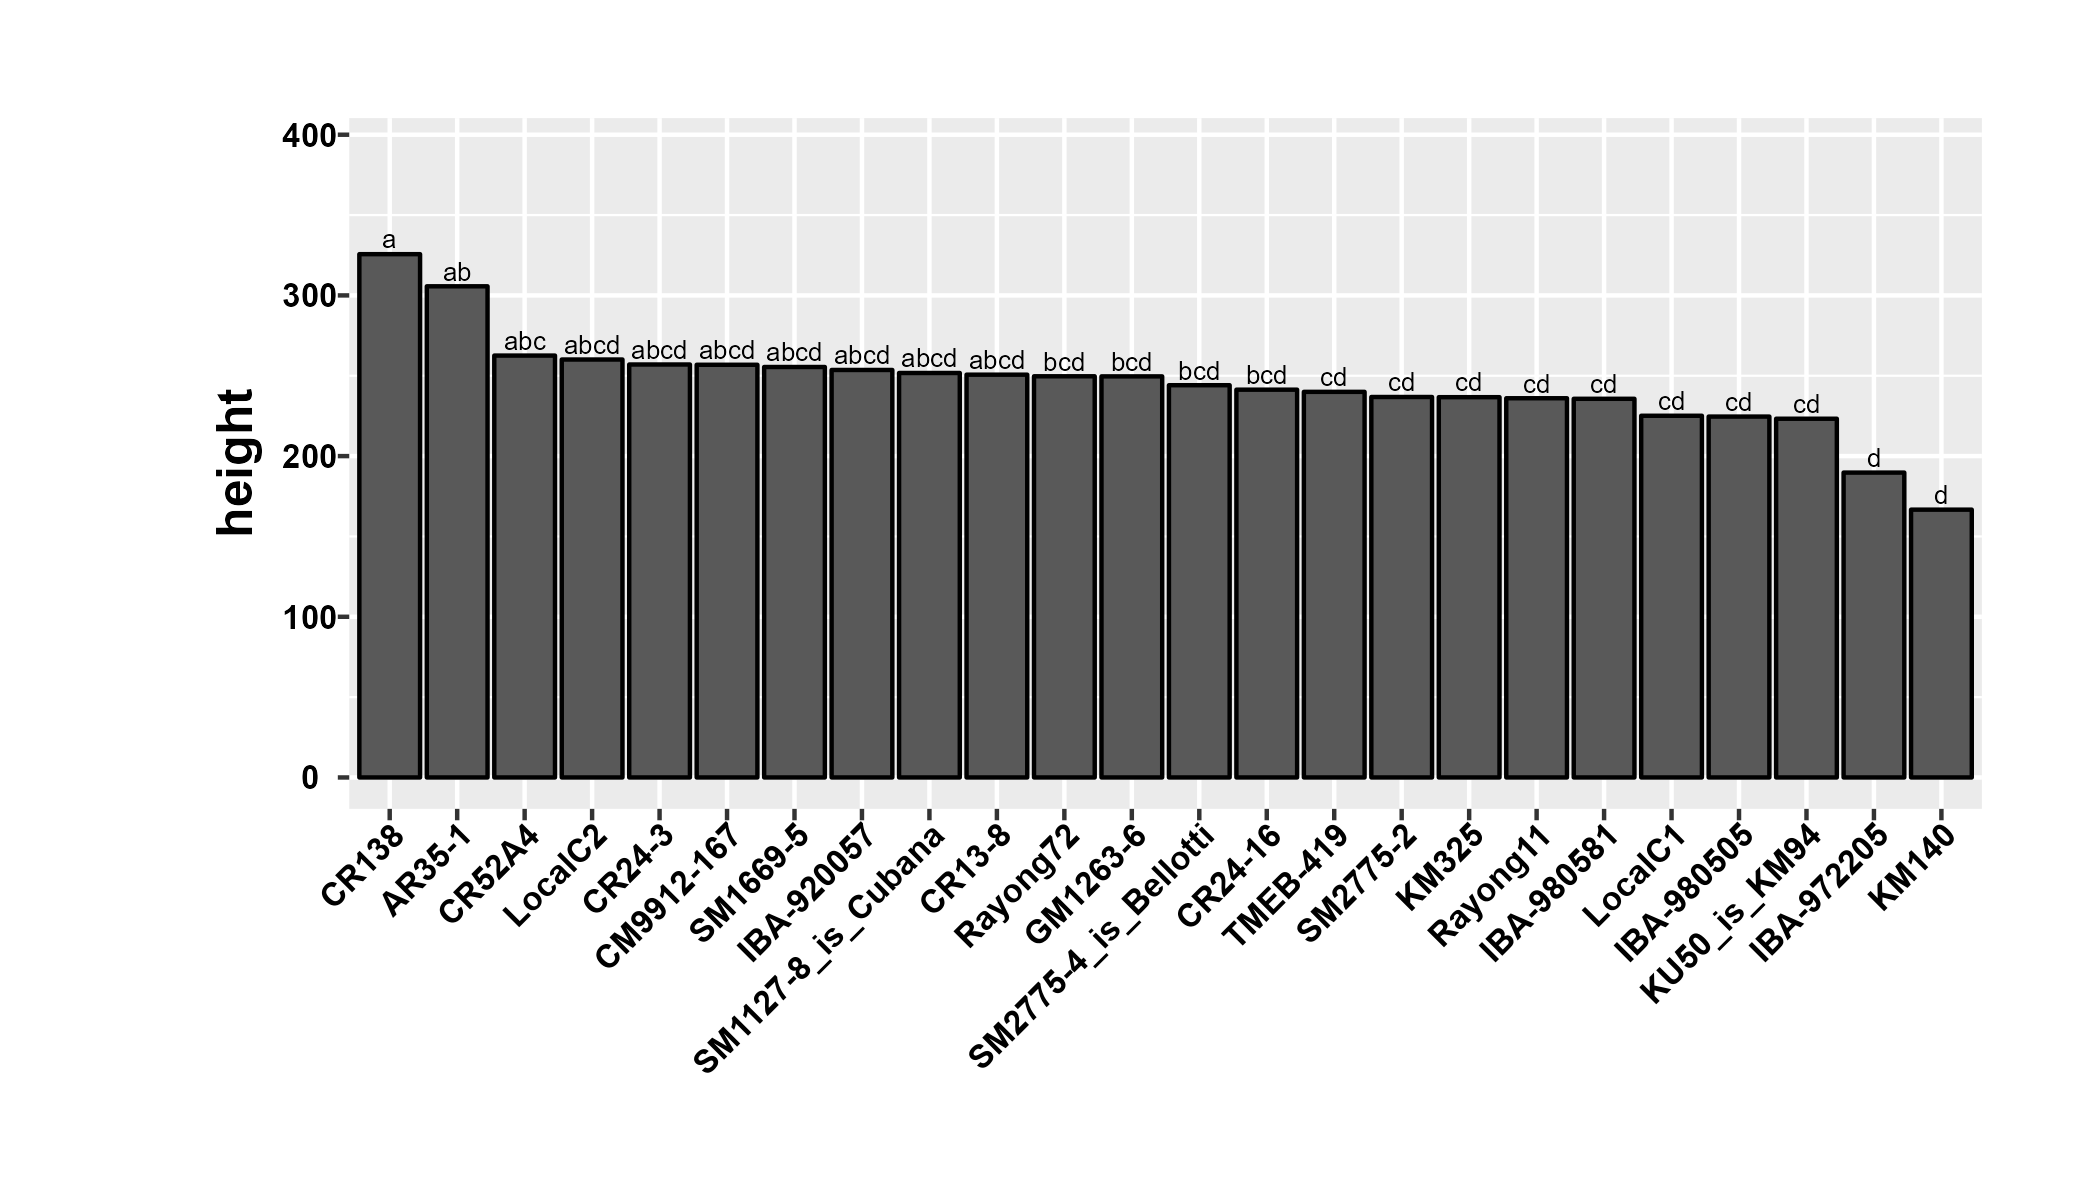 height
400
300
200
100
0
a
ab
abc
abcd
abcd
abcd
abcd
abcd
abcd
abcd
bcd
bcd
bcd
bcd
cd
cd
cd
cd
cd
cd
cd
cd
d
d
CR138
AR35-1
CR52A4
LocalC2
CR24-3
CM9912-167
SM1669-5
IBA-920057
SM1127-8_is_Cubana
CR13-8
Rayong72
GM1263-6
SM2775-4_is_Bellotti
CR24-16
TMEB-419
SM2775-2
KM325
Rayong11
IBA-980581
LocalC1
IBA-980505
KU50_is_KM94
IBA-972205
KM140